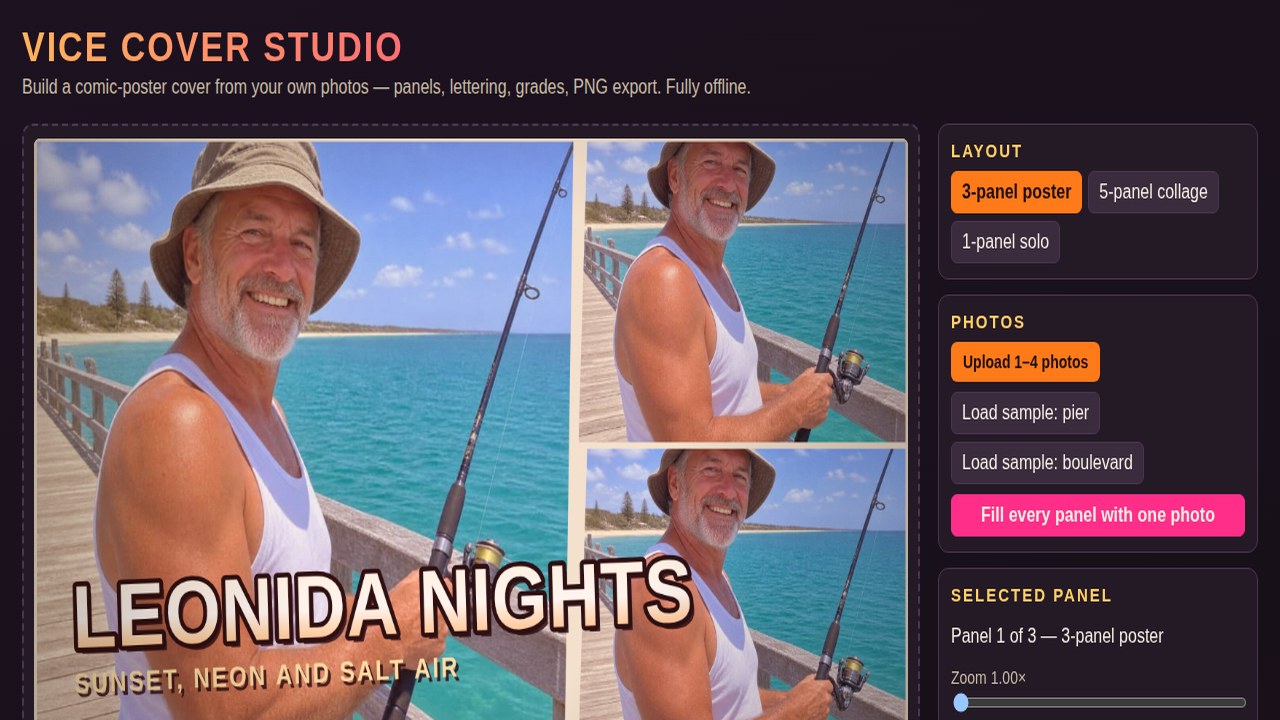 VICE COVER STUDIO
Build a comic-poster cover from your own photos — panels, lettering, grades, PNG export. Fully offline.
LEONIDA NIGHTS
SUNSET, NEON AND SALT AIR
LAYOUT
3-panel poster
5-panel collage
1-panel solo
PHOTOS
Upload 1–4 photos
Load sample: pier
Load sample: boulevard
Fill every panel with one photo
SELECTED PANEL
Panel 1 of 3 — 3-panel poster
Zoom 1.00×